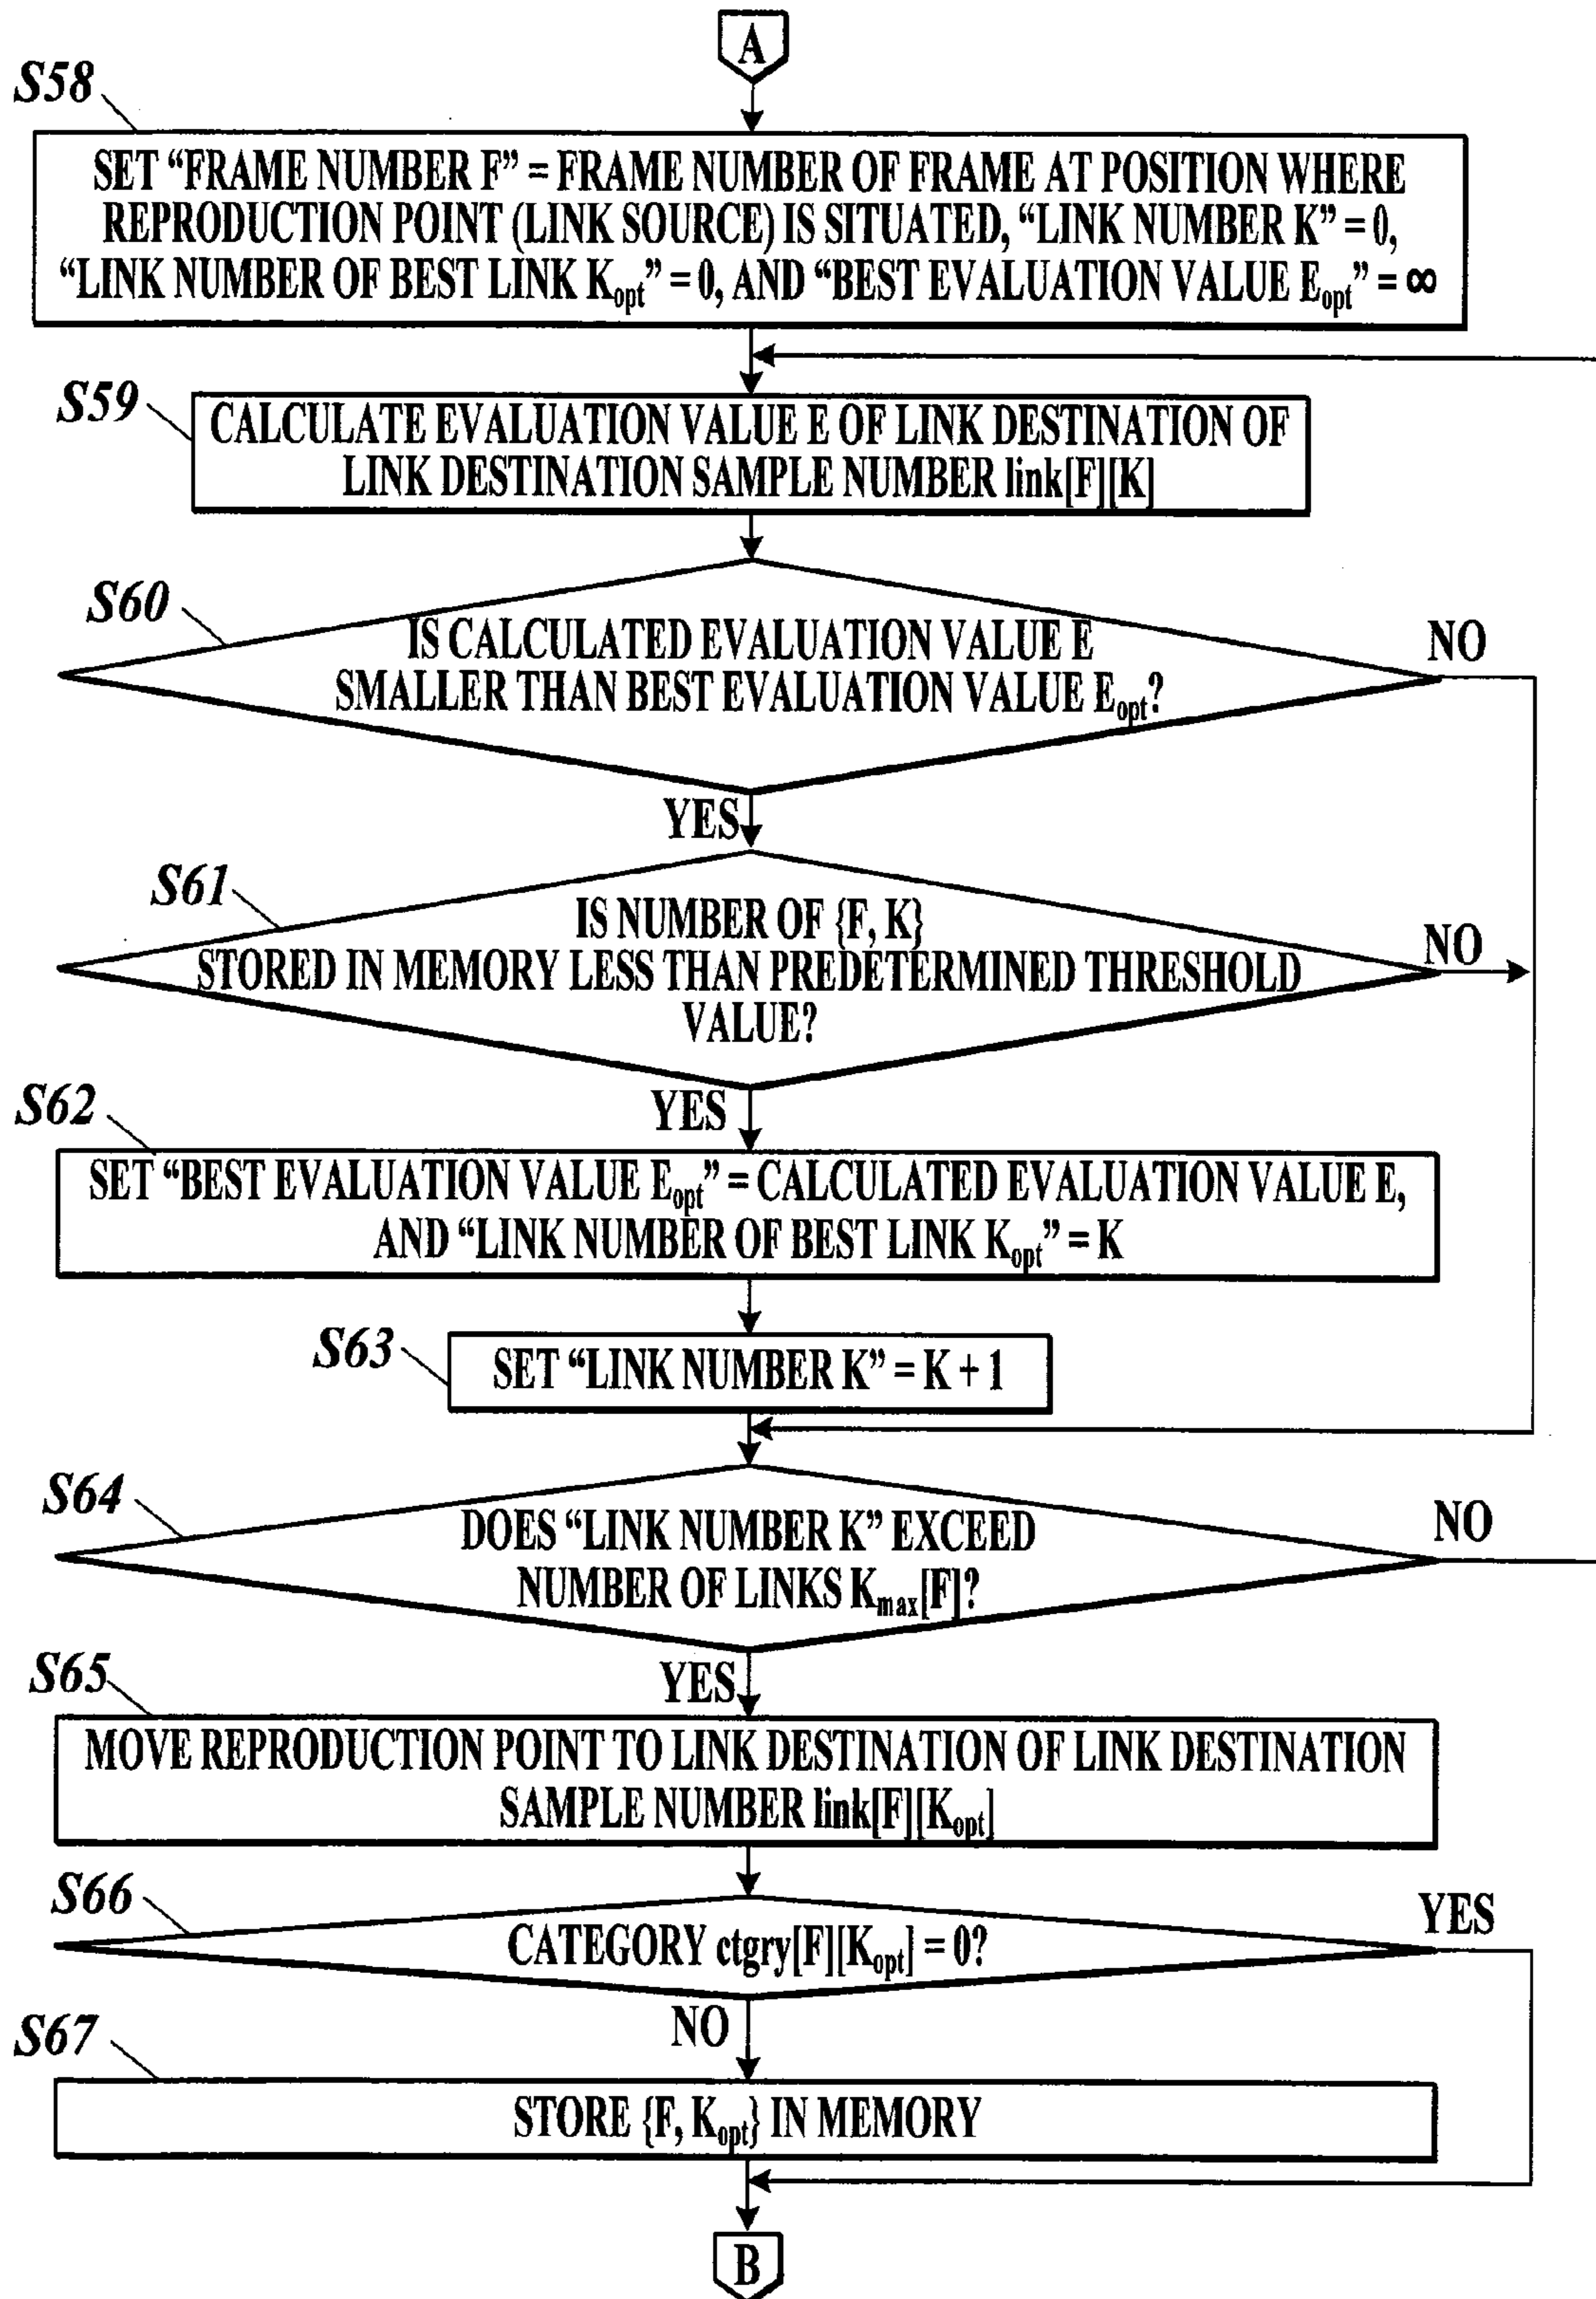 A
S58
SET “FRAME NUMBER F” = FRAME NUMBER OF FRAME AT POSITION WHERE
REPRODUCTION POINT (LINK SOURCE) IS SITUATED, “LINK NUMBER K” = 0,
“LINK NUMBER OF BEST LINK Kopt” = 0, AND “BEST EVALUATION VALUE Eopt” = ∞
S59
CALCULATE EVALUATION VALUE E OF LINK DESTINATION OF
LINK DESTINATION SAMPLE NUMBER link[F][K]
S60
IS CALCULATED EVALUATION VALUE E
SMALLER THAN BEST EVALUATION VALUE Eopt?
NO
YES
S61
IS NUMBER OF {F, K}
STORED IN MEMORY LESS THAN PREDETERMINED THRESHOLD
VALUE?
NO
YES
S62
SET “BEST EVALUATION VALUE Eopt” = CALCULATED EVALUATION VALUE E,
AND “LINK NUMBER OF BEST LINK Kopt” = K
S63
SET “LINK NUMBER K” = K + 1
S64
DOES “LINK NUMBER K” EXCEED
NUMBER OF LINKS Kmax[F]?
NO
YES
S65
MOVE REPRODUCTION POINT TO LINK DESTINATION OF LINK DESTINATION
SAMPLE NUMBER link[F][Kopt]
S66
CATEGORY ctgry[F][Kopt] = 0?
YES
NO
S67
STORE {F, Kopt} IN MEMORY
B